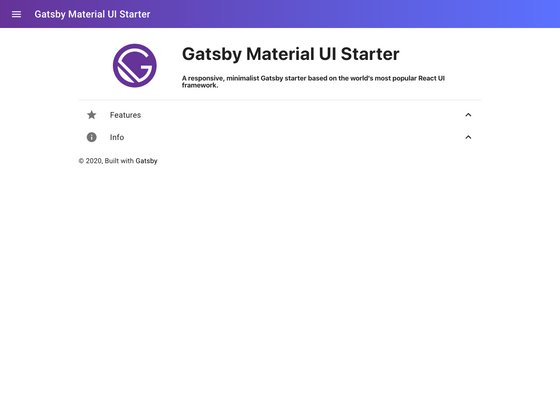 Gatsby Material UI Starter
Gatsby Material UI Starter
A responsive, minimalist Gatsby starter based on the world's most popular React UI
framework.
Features
Info
© 2020, Built with Gatsby